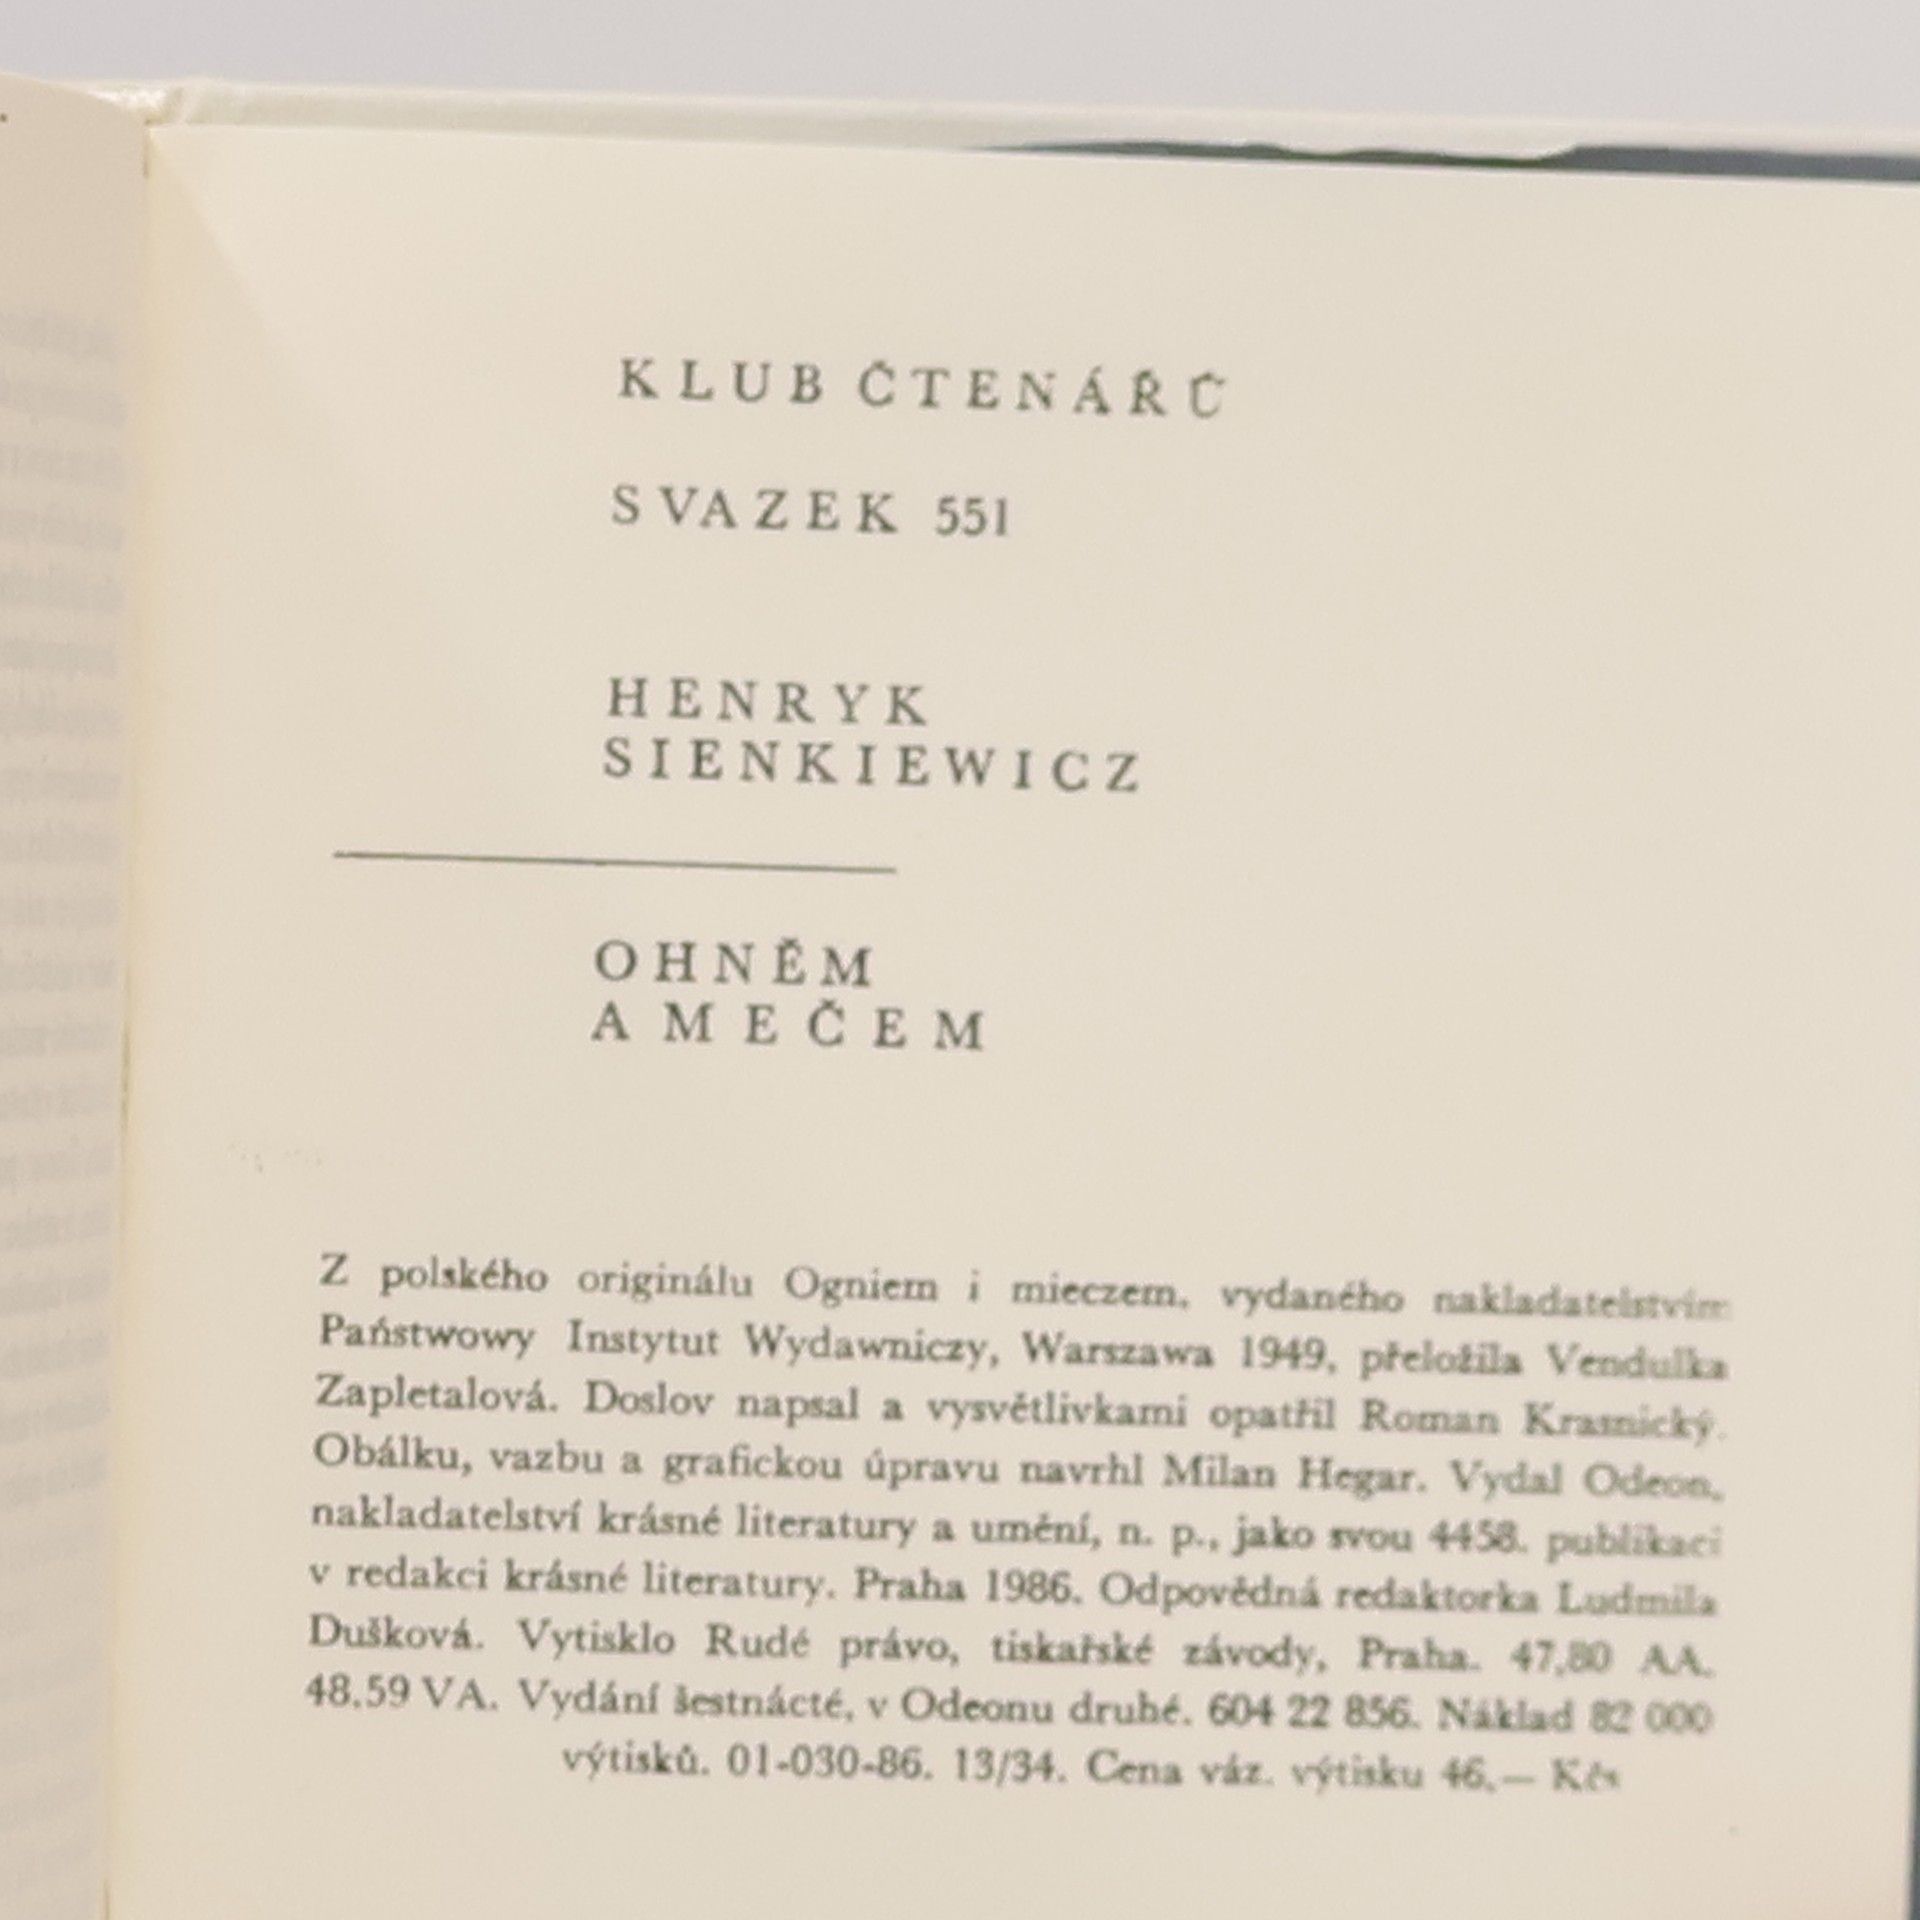 KLUB ČTENÁŘŮ
SVAZEK 551
HENRYK
SIENKIEWICZ
OHNĚM
A MEČEM
Z polského originálu Ogniem i mieczem, vydaného nakladatelstvím
Państwowy Instytut Wydawniczy, Warszawa 1949, přeložila Vendulka
Zapletalová. Doslov napsal a vysvětlivkami opatřil Roman Krasnický.
Obálku, vazbu a grafickou úpravu navrhl Milan Hegar. Vydal Odeon,
nakladatelství krásné literatury a umění, n. p., jako svou 4458. publikaci
v redakci krásné literatury. Praha 1986. Odpovědná redaktorka Ludmila
Dušková. Vytisklo Rudé právo, tiskařské závody, Praha. 47,80 AA.
48,59 VA. Vydání šestnácté, v Odeonu druhé. 604 22 856. Náklad 82 000
výtisků. 01-030-86. 13/34. Cena váz. výtisku 46,— Kčs